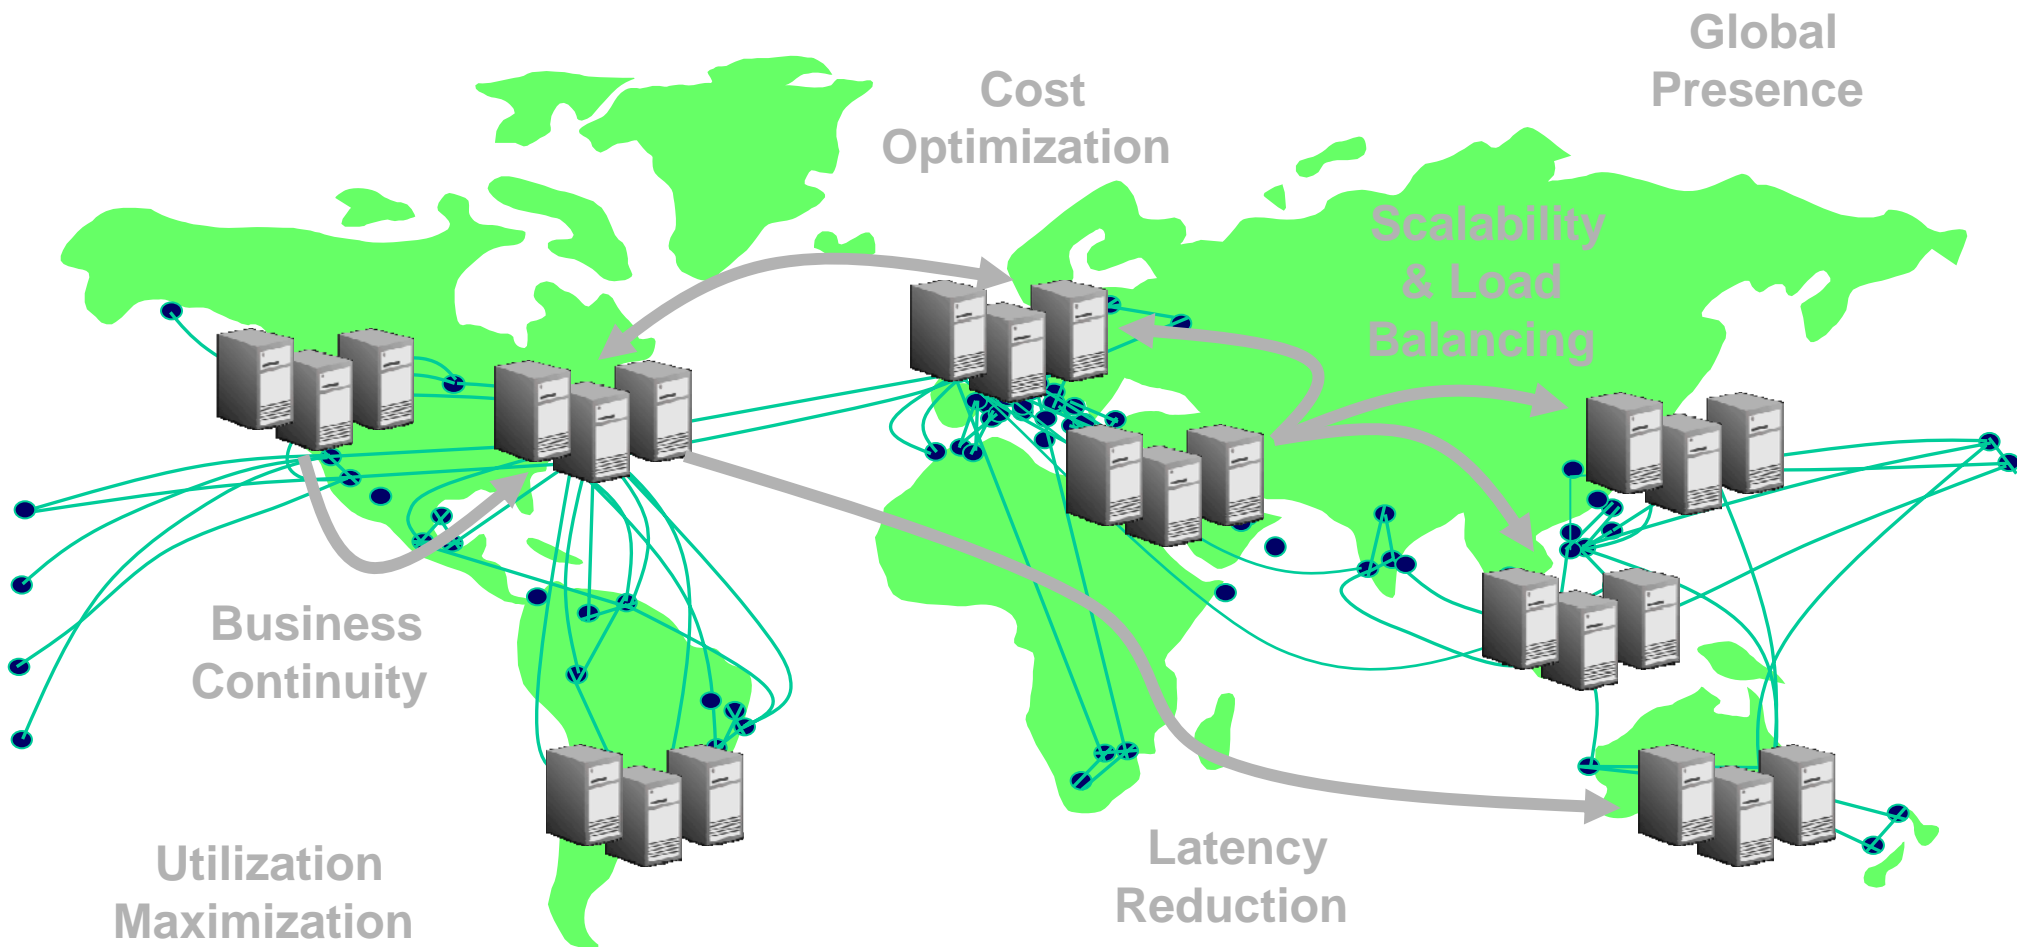 Global
Presence
Cost
Optimization
Scalability
& Load
Balancing
Business
Continuity
Latency
Reduction
Utilization
Maximization